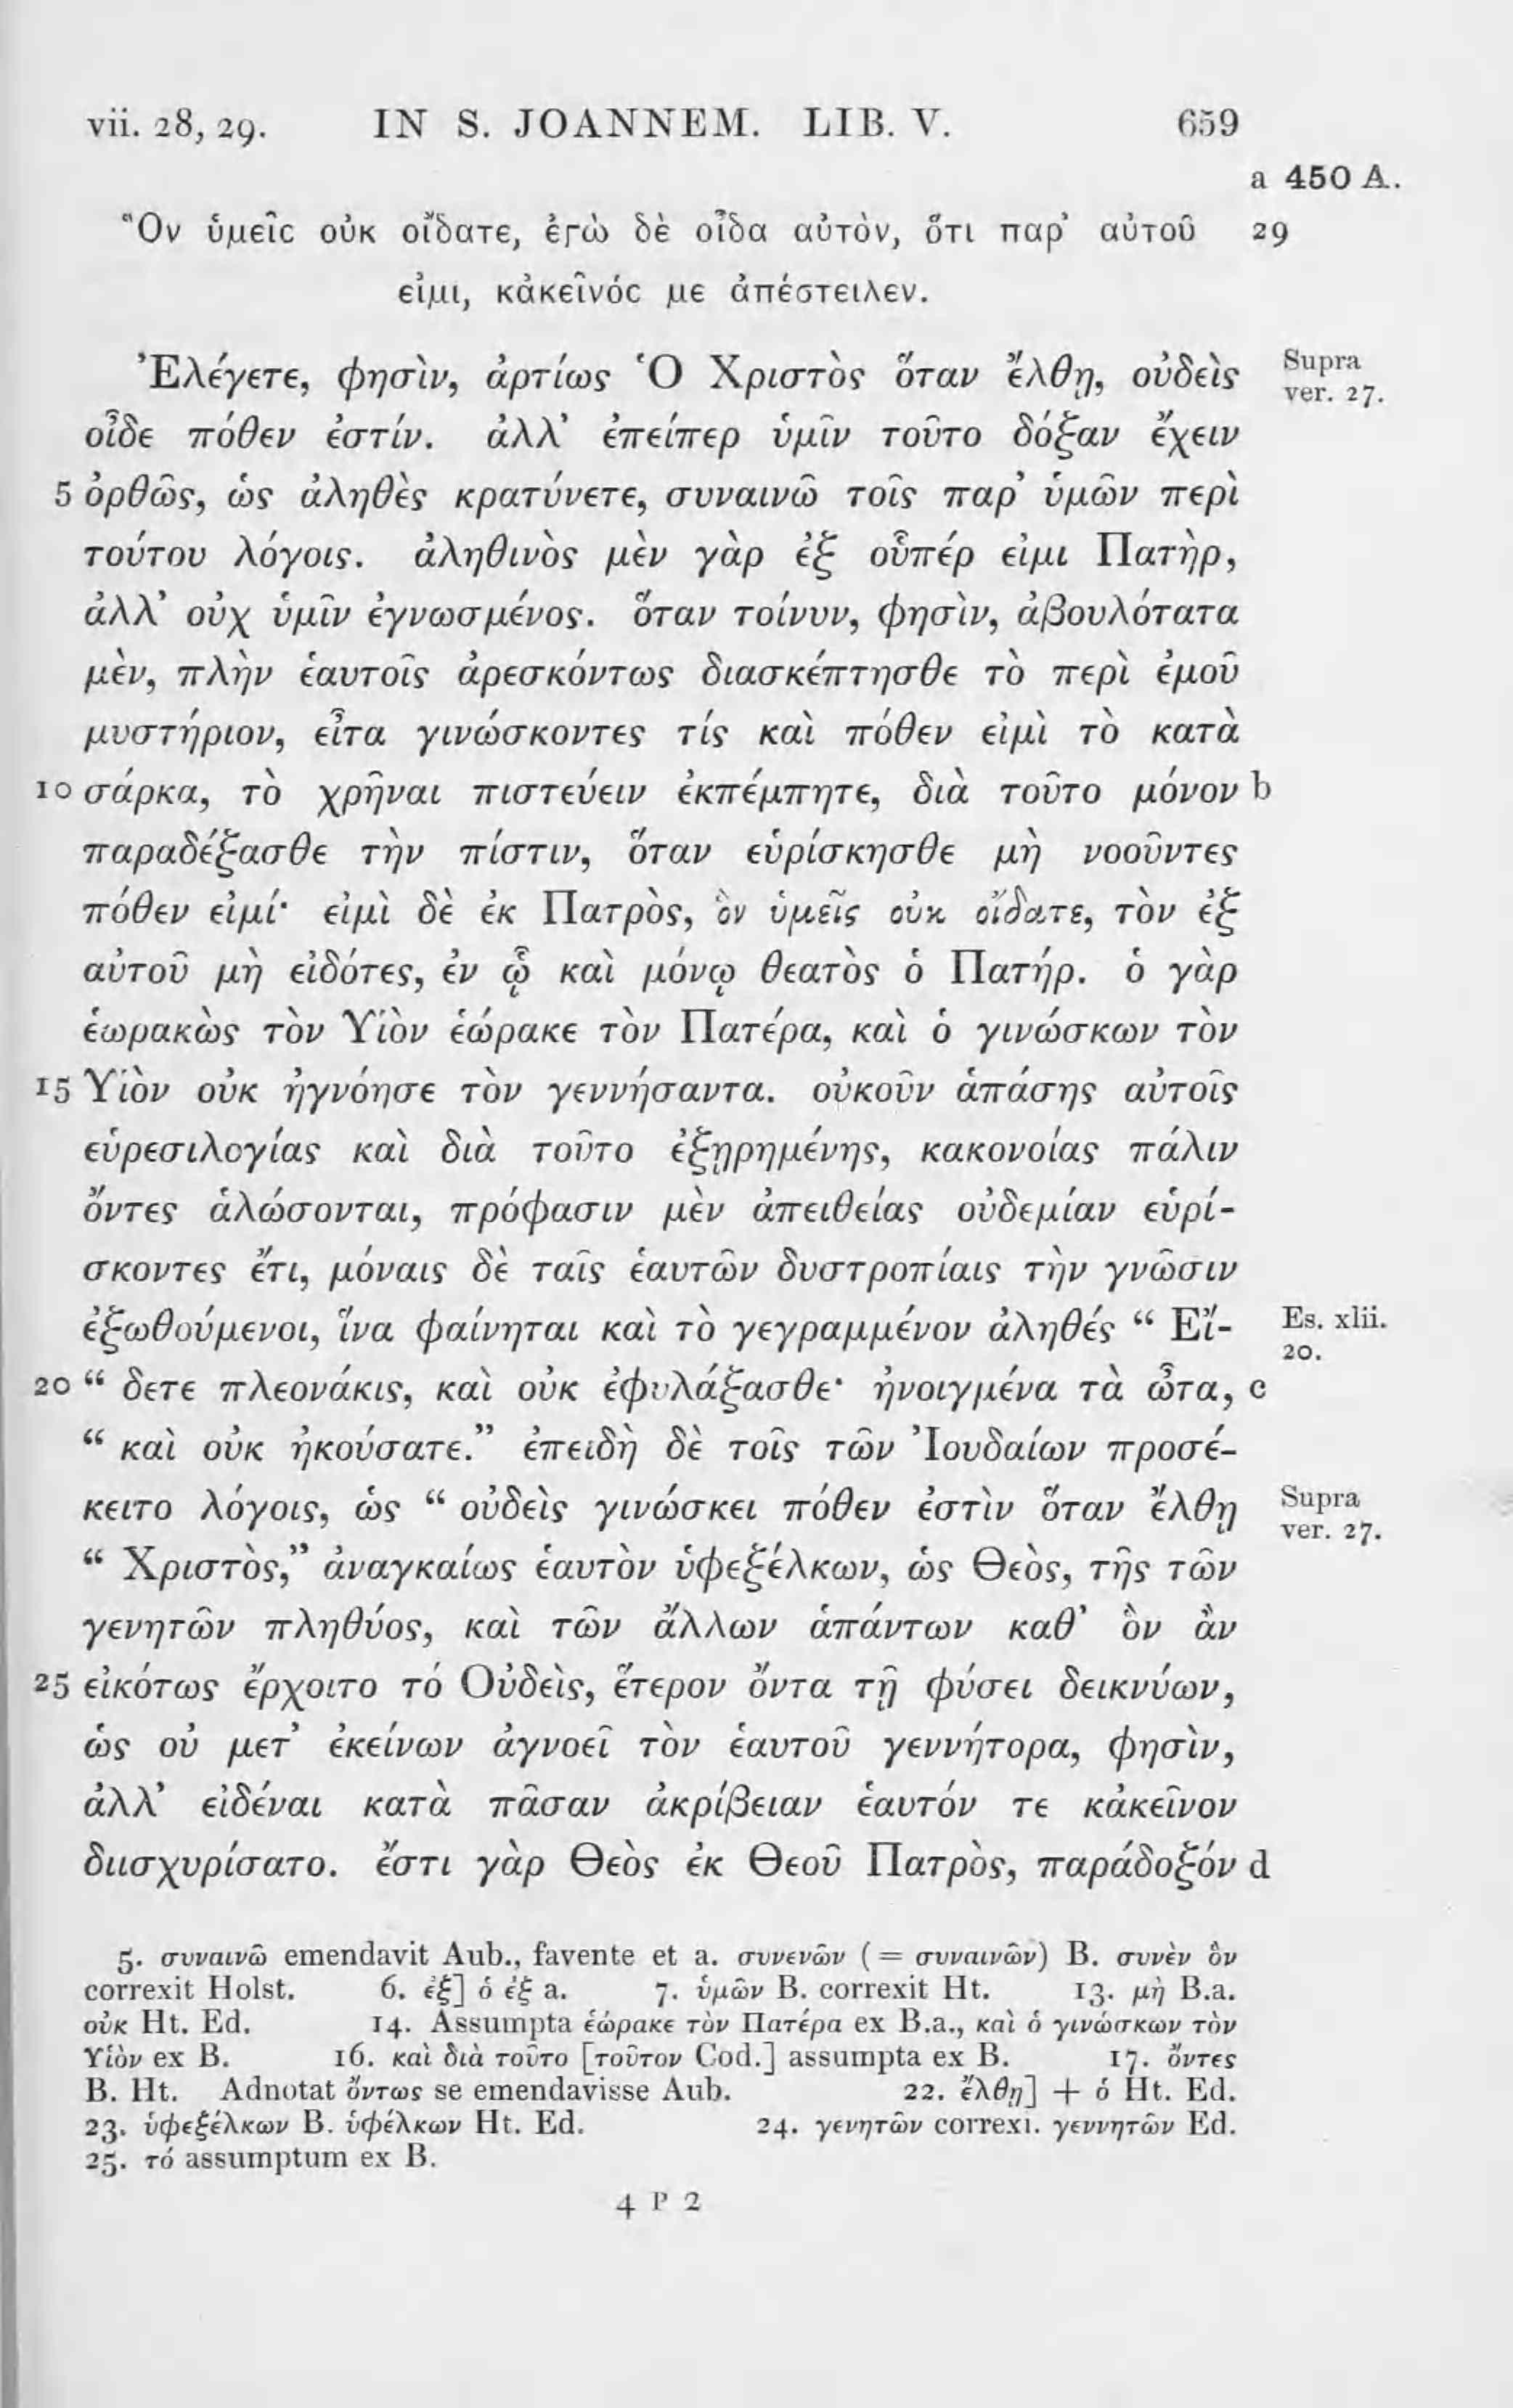 vii. 28, 29. IN S. JOANNEM. LIB. V. 659
a 450 A.
Ὃν ὑμεῖς οὐκ οἴδατε, ἐγὼ δὲ οἶδα αὐτὸν, ὅτι παρ’ αὐτοῦ 29
εἰμι, κἀκεῖνός με ἀπέστειλεν.
Ἐλέγετε, φησὶν, ἀρτίως Ὁ Χριστὸς ὅταν ἔλθῃ, οὐδεὶς Supra ver. 27.
οἶδε πόθεν ἐστίν. ἀλλ’ ἐπείπερ ὑμῖν τοῦτο δόξαν ἔχειν
5 ὀρθῶς, ὡς ἀληθὲς κρατύνετε, συναινῶ τοῖς παρ’ ὑμῶν περὶ
τούτου λόγοις. ἀληθινὸς μὲν γὰρ ἐξ οὗπέρ εἰμι Πατὴρ,
ἀλλ’ οὐχ ὑμῖν ἐγνωσμένος. ὅταν τοίνυν, φησὶν, ἀβουλότατα
μὲν, πλὴν ἑαυτοῖς ἀρεσκόντως διασκέπτησθε τὸ περὶ ἐμοῦ
μυστήριον, εἶτα γινώσκοντες τίς καὶ πόθεν εἰμὶ τὸ κατὰ
10 σάρκα, τὸ χρῆναι πιστεύειν ἐκπέμπητε, διὰ τοῦτο μόνον b
παραδέξασθε τὴν πίστιν, ὅταν εὑρίσκησθε μὴ νοοῦντες
πόθεν εἰμί· εἰμὶ δὲ ἐκ Πατρὸς, ὃν ὑμεῖς οὐκ οἴδατε, τὸν ἐξ
αὐτοῦ μὴ εἰδότες, ἐν ᾧ καὶ μόνῳ θεατὸς ὁ Πατήρ. ὁ γὰρ
ἑωρακὼς τὸν Υἱὸν ἑώρακε τὸν Πατέρα, καὶ ὁ γινώσκων τὸν
15 Υἱὸν οὐκ ἠγνόησε τὸν γεννήσαντα. οὐκοῦν ἁπάσης αὐτοῖς
εὑρεσιλογίας καὶ διὰ τοῦτο ἐξῃρημένης, κακονοίας πάλιν
ὄντες ἁλώσονται, πρόφασιν μὲν ἀπειθείας οὐδεμίαν εὑρί-
σκοντες ἔτι, μόναις δὲ ταῖς ἑαυτῶν δυστροπίαις τὴν γνῶσιν
ἐξωθούμενοι, ἵνα φαίνηται καὶ τὸ γεγραμμένον ἀληθές “ Εἴ- Es. xlii. 20.
20 “ δετε πλεονάκις, καὶ οὐκ ἐφυλάξασθε· ἠνοιγμένα τὰ ὦτα, c
“ καὶ οὐκ ἠκούσατε.” ἐπειδὴ δὲ τοῖς τῶν Ἰουδαίων προσέ-
κειτο λόγοις, ὡς “ οὐδεὶς γινώσκει πόθεν ἐστὶν ὅταν ἔλθῃ Supra ver. 27.
“ Χριστὸς,” ἀναγκαίως ἑαυτὸν ὑφεξέλκων, ὡς Θεὸς, τῆς τῶν
γενητῶν πληθύος, καὶ τῶν ἄλλων ἁπάντων καθ’ ὃν ἂν
25 εἰκότως ἔρχοιτο τό Οὐδεὶς, ἕτερον ὄντα τῇ φύσει δεικνύων,
ὡς οὐ μετ’ ἐκείνων ἀγνοεῖ τὸν ἑαυτοῦ γεννήτορα, φησὶν,
ἀλλ’ εἰδέναι κατὰ πᾶσαν ἀκρίβειαν ἑαυτόν τε κἀκεῖνον
διισχυρίσατο. ἔστι γὰρ Θεὸς ἐκ Θεοῦ Πατρὸς, παράδοξόν d
5. συναινῶ emendavit Aub., favente et a. συνενῶν ( = συναινῶν) B. συνὲν ὃν
correxit Holst. 6. ἐξ] ὁ ἐξ a. 7. ὑμῶν B. correxit Ht. 13. μὴ B.a.
οὐκ Ht. Ed. 14. Assumpta ἑώρακε τὸν Πατέρα ex B.a., καὶ ὁ γινώσκων τὸν
Υἱὸν ex B. 16. καὶ διὰ τοῦτο [τοῦτον Cod.] assumpta ex B. 17. ὄντες
B. Ht. Adnotat ὄντως se emendavisse Aub. 22. ἔλθῃ] + ὁ Ht. Ed.
23. ὑφεξέλκων B. ὑφέλκων Ht. Ed. 24. γενητῶν correxi. γεννητῶν Ed.
25. τό assumptum ex B.
4 P 2